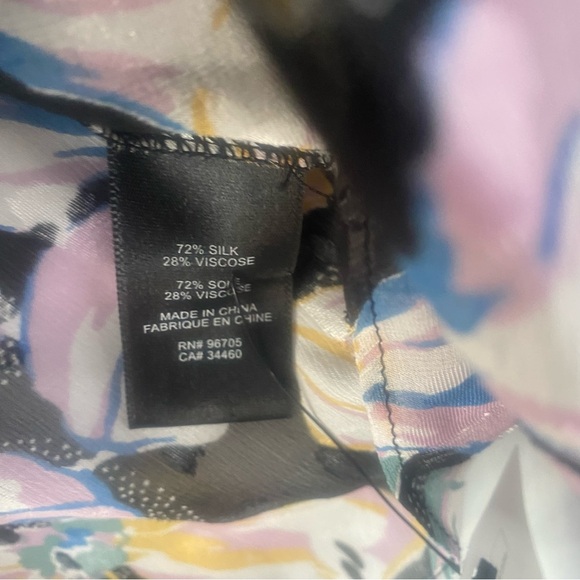 72% SILK
28% VISCOSE
72% SOIE
28% VISCOSE
MADE IN CHINA
FABRIQUE EN CHINE
RN# 96705
CA# 34460